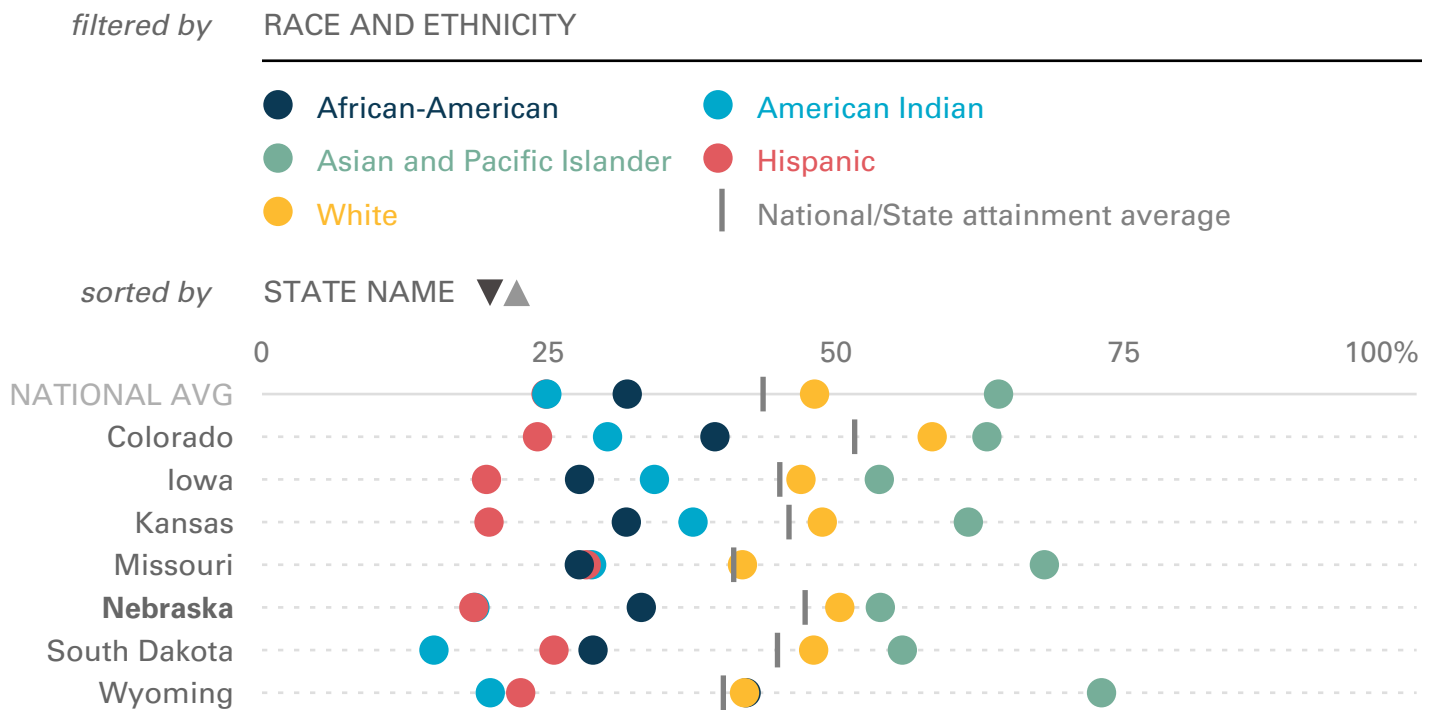 filtered by RACE AND ETHNICITY
African-American American Indian
Asian and Pacific Islander Hispanic
White National/State attainment average
sorted by STATE NAME ▼▲
0 25 50 75 100%
NATIONAL AVG
Colorado
Iowa
Kansas
Missouri
Nebraska
South Dakota
Wyoming